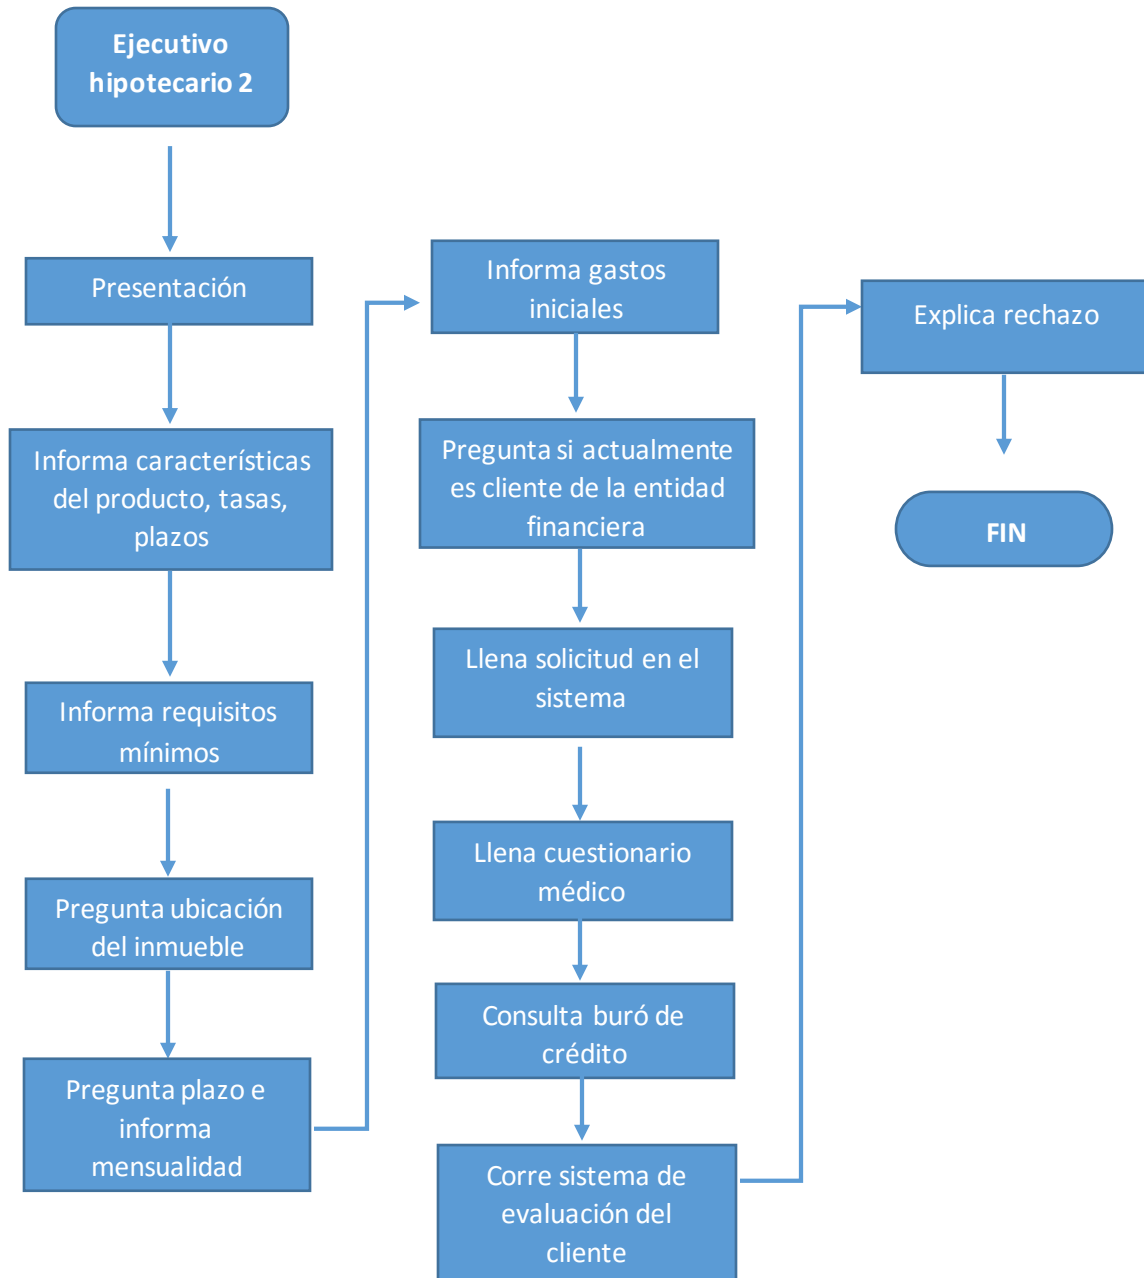 Ejecutivo
hipotecario 2
Presentación
Informa características
del producto, tasas,
plazos
Informa requisitos
mínimos
Pregunta ubicación
del inmueble
Pregunta plazo e
informa
mensualidad
Informa gastos
iniciales
Pregunta si actualmente
es cliente de la entidad
financiera
Llena solicitud en el
sistema
Llena cuestionario
médico
Consulta buró de
crédito
Corre sistema de
evaluación del
cliente
Explica rechazo
FIN